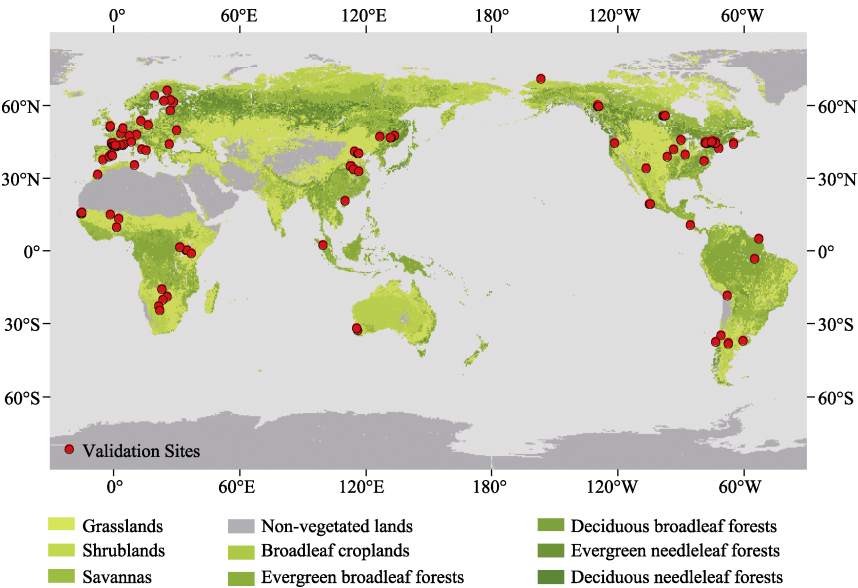 0° 60°E 120°E 180° 120°W 60°W
60°N 60°N
30°N 30°N
0° 0°
30°S 30°S
60°S 60°S
Validation Sites
0° 60°E 120°E 180° 120°W 60°W
Grasslands Non-vegetated lands Deciduous broadleaf forests
Shrublands Broadleaf croplands Evergreen needleleaf forests
Savannas Evergreen broadleaf forests Deciduous needleleaf forests